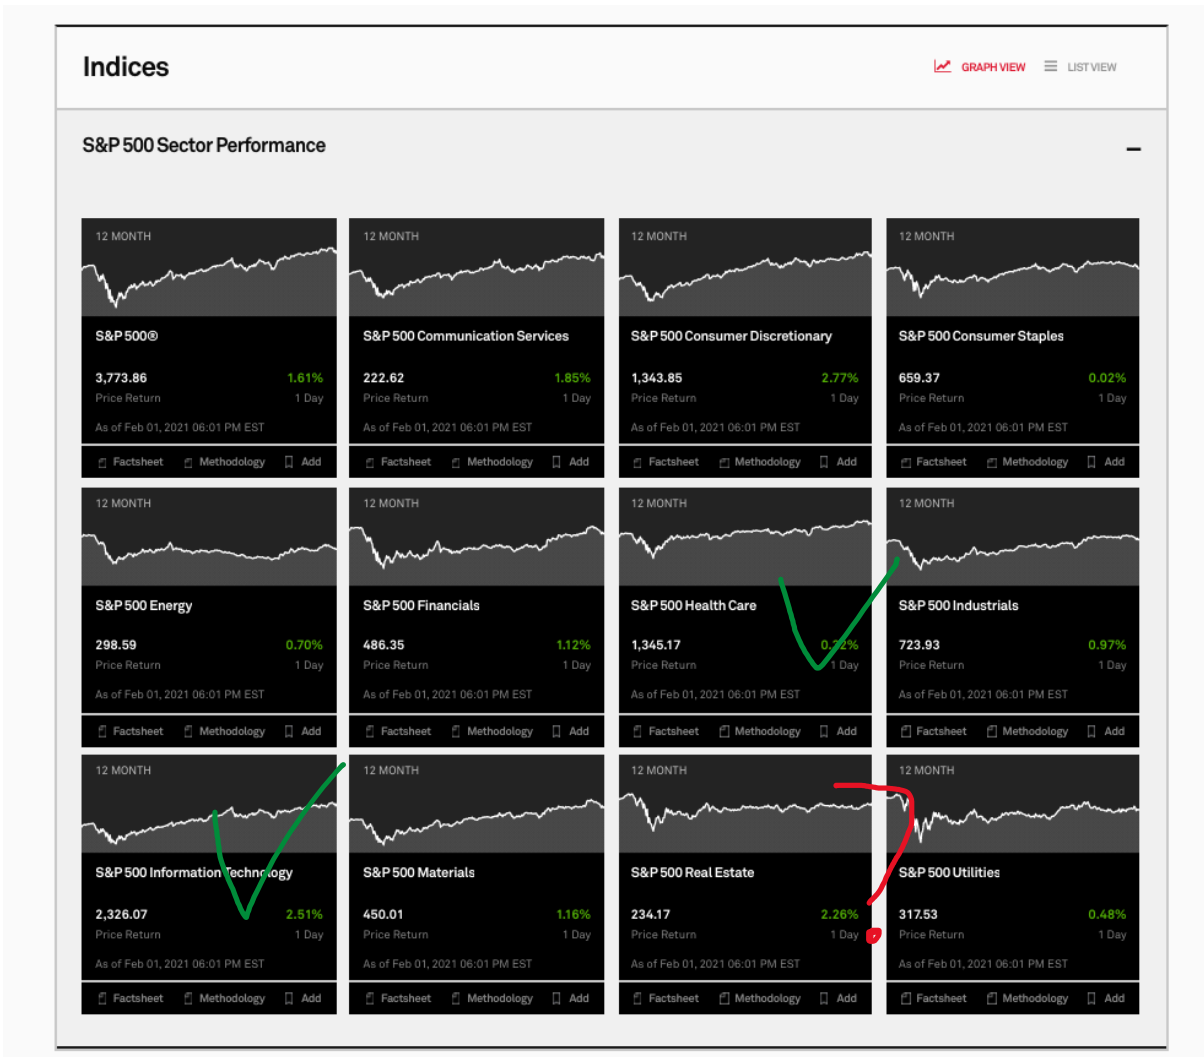 Indices
GRAPH VIEW LIST VIEW
S&P 500 Sector Performance
12 MONTH
S&P 500®
3,773.86 1.61%
Price Return 1 Day
As of Feb 01, 2021 06:01 PM EST
Factsheet Methodology Add
12 MONTH
S&P 500 Communication Services
222.62 1.85%
Price Return 1 Day
As of Feb 01, 2021 06:01 PM EST
Factsheet Methodology Add
12 MONTH
S&P 500 Consumer Discretionary
1,343.85 2.77%
Price Return 1 Day
As of Feb 01, 2021 06:01 PM EST
Factsheet Methodology Add
12 MONTH
S&P 500 Consumer Staples
659.37 0.02%
Price Return 1 Day
As of Feb 01, 2021 06:01 PM EST
Factsheet Methodology Add
12 MONTH
S&P 500 Energy
298.59 0.70%
Price Return 1 Day
As of Feb 01, 2021 06:01 PM EST
Factsheet Methodology Add
12 MONTH
S&P 500 Financials
486.35 1.12%
Price Return 1 Day
As of Feb 01, 2021 06:01 PM EST
Factsheet Methodology Add
12 MONTH
S&P 500 Health Care
1,345.17
Price Return 1 Day
As of Feb 01, 2021 06:01 PM EST
Factsheet Methodology Add
12 MONTH
S&P 500 Industrials
723.93 0.97%
Price Return 1 Day
As of Feb 01, 2021 06:01 PM EST
Factsheet Methodology Add
12 MONTH
S&P 500 Information Technology
2,326.07 2.51%
Price Return 1 Day
As of Feb 01, 2021 06:01 PM EST
Factsheet Methodology Add
12 MONTH
S&P 500 Materials
450.01 1.16%
Price Return 1 Day
As of Feb 01, 2021 06:01 PM EST
Factsheet Methodology Add
12 MONTH
S&P 500 Real Estate
234.17 2.26%
Price Return 1 Day
As of Feb 01, 2021 06:01 PM EST
Factsheet Methodology Add
12 MONTH
S&P 500 Utilities
317.53 0.48%
Price Return 1 Day
As of Feb 01, 2021 06:01 PM EST
Factsheet Methodology Add